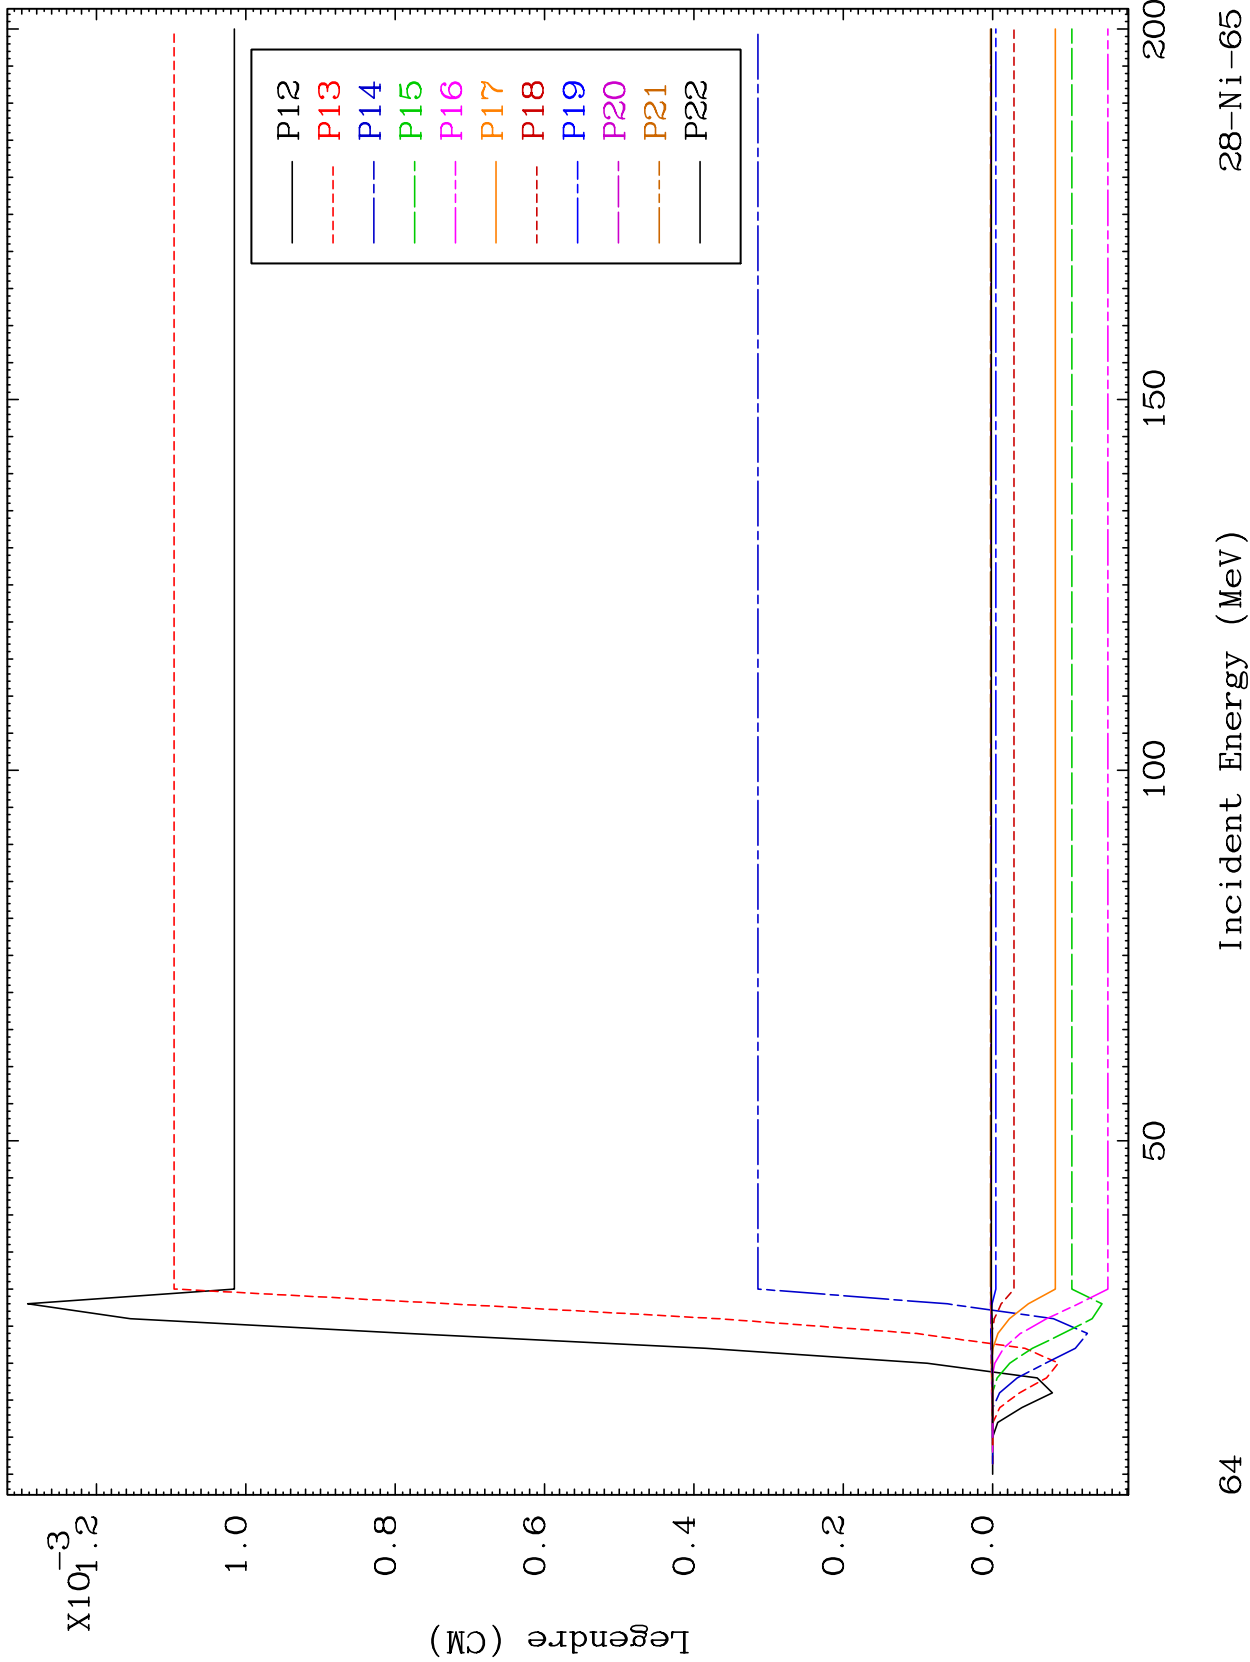 X10-3
1.2
1.0
0.8
0.6
0.4
0.2
0.0
Legendre (CM)
P12
P13
P14
P15
P16
P17
P18
P19
P20
P21
P22
50
100
150
200
Incident Energy (MeV)
64
28-Ni-65